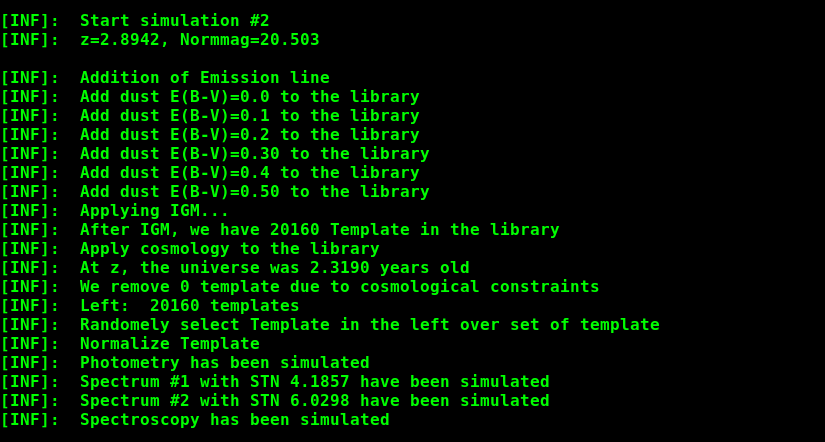 [INF]:  Start simulation #2
[INF]:  z=2.8942, Normmag=20.503
[INF]:  Addition of Emission line
[INF]:  Add dust E(B-V)=0.0 to the library
[INF]:  Add dust E(B-V)=0.1 to the library
[INF]:  Add dust E(B-V)=0.2 to the library
[INF]:  Add dust E(B-V)=0.30 to the library
[INF]:  Add dust E(B-V)=0.4 to the library
[INF]:  Add dust E(B-V)=0.50 to the library
[INF]:  Applying IGM...
[INF]:  After IGM, we have 20160 Template in the library
[INF]:  Apply cosmology to the library
[INF]:  At z, the universe was 2.3190 years old
[INF]:  We remove 0 template due to cosmological constraints
[INF]:  Left:  20160 templates
[INF]:  Randomely select Template in the left over set of template
[INF]:  Normalize Template
[INF]:  Photometry has been simulated
[INF]:  Spectrum #1 with STN 4.1857 have been simulated
[INF]:  Spectrum #2 with STN 6.0298 have been simulated
[INF]:  Spectroscopy has been simulated